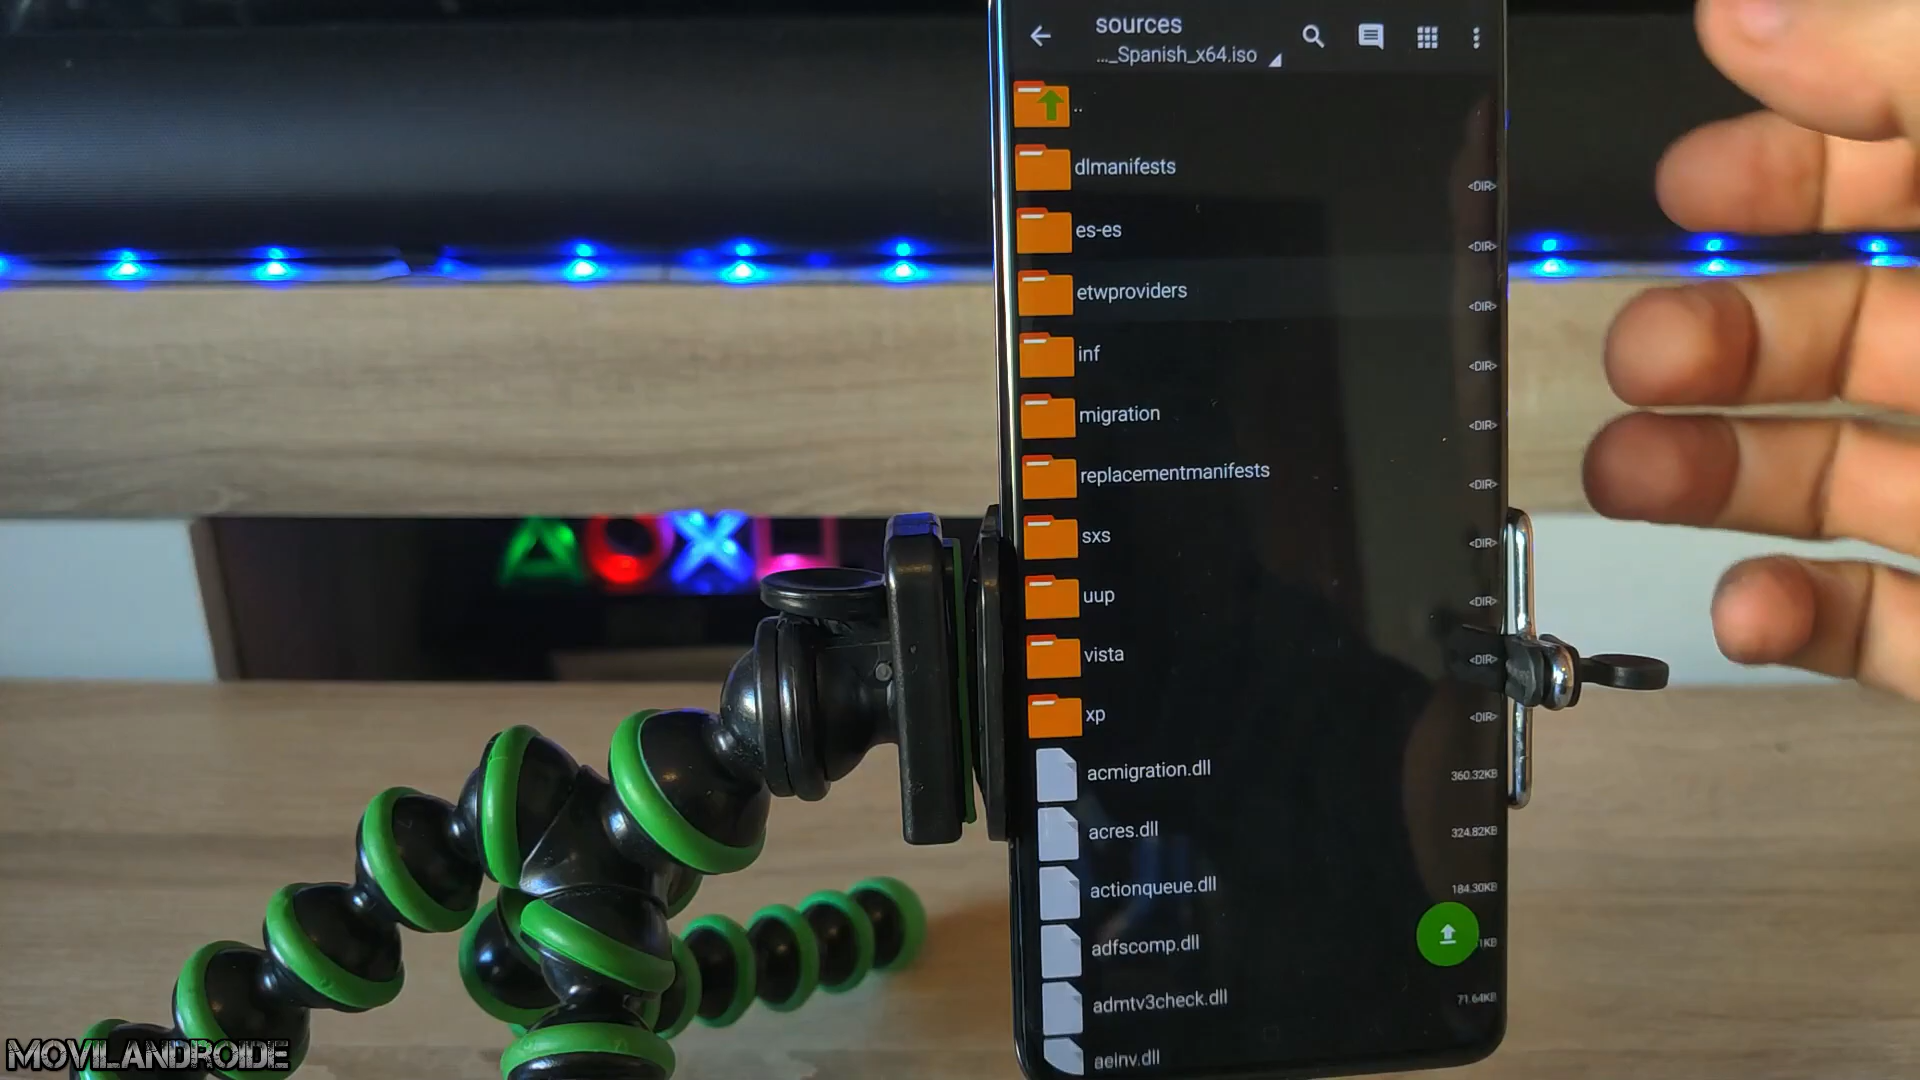 sources
..._Spanish_x64.iso
..
dlmanifests
<DIR>
es-es
<DIR>
etwproviders
<DIR>
inf
<DIR>
migration
<DIR>
replacementmanifests
<DIR>
sxs
<DIR>
uup
<DIR>
vista
<DIR>
xp
<DIR>
acmigration.dll
360.32KB
acres.dll
324.82KB
actionqueue.dll
184.30KB
adfscomp.dll
admtv3check.dll
71.64KB
aeinv.dll
MOVILANDROIDE